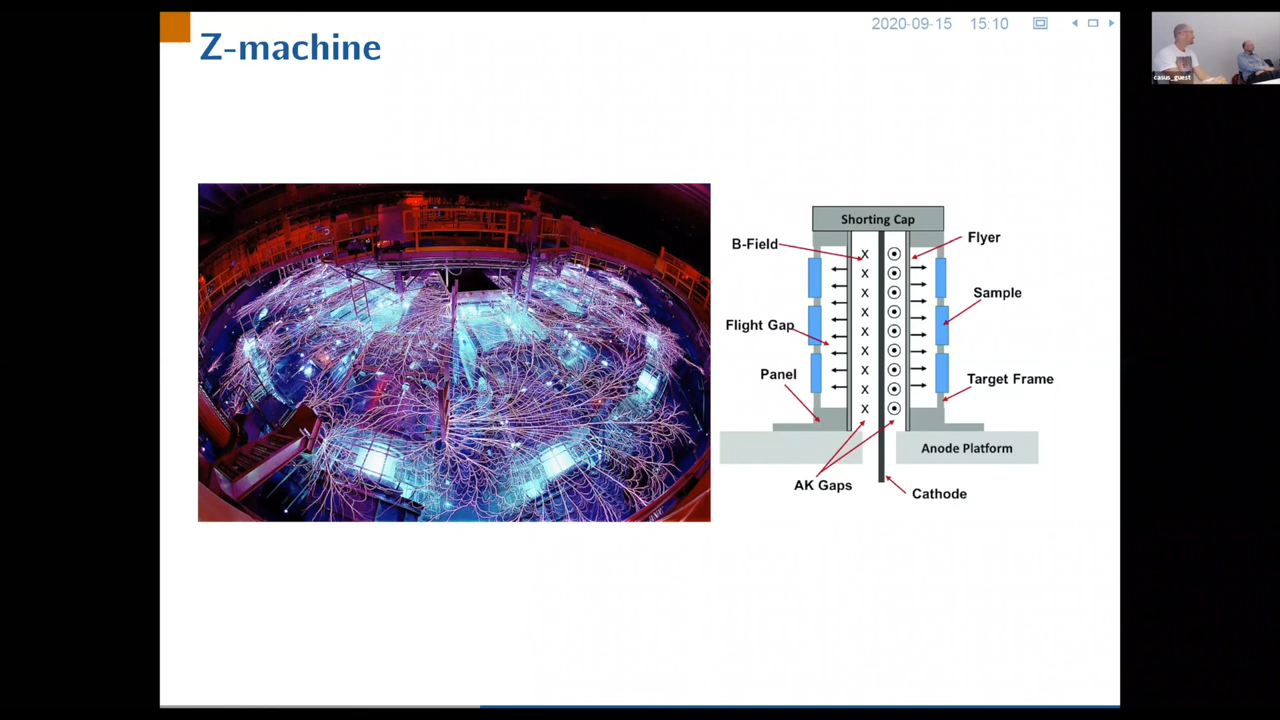 2020-09-15 15:10
Z-machine
casus_guest
Shorting Cap
B-Field
Flyer
X
X
X
X
X
X
X
X
X
Sample
Flight Gap
Panel
Target Frame
Anode Platform
AK Gaps
Cathode